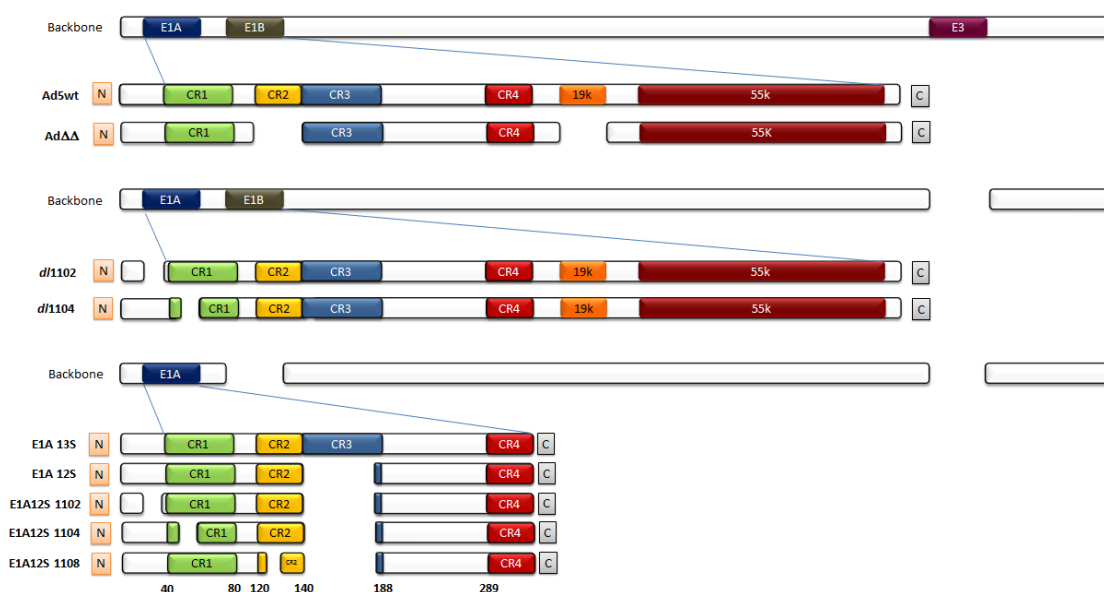 Backbone E1A E1B E3
Ad5wt N CR1 CR2 CR3 CR4 19k 55k C
AdΔΔ N CR1 CR3 CR4 55K C
Backbone E1A E1B
dl1102 N CR1 CR2 CR3 CR4 19k 55k C
dl1104 N CR1 CR2 CR3 CR4 19k 55k C
Backbone E1A
E1A 13S N CR1 CR2 CR3 CR4 C
E1A 12S N CR1 CR2 CR4 C
E1A12S 1102 N CR1 CR2 CR4 C
E1A12S 1104 N CR1 CR2 CR4 C
E1A12S 1108 N CR1 CR2 CR4 C
40 80 120 140 188 289